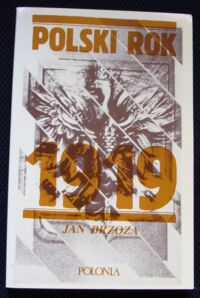 POLSKI ROK
1919
JAN BRZOZA
POLONIA